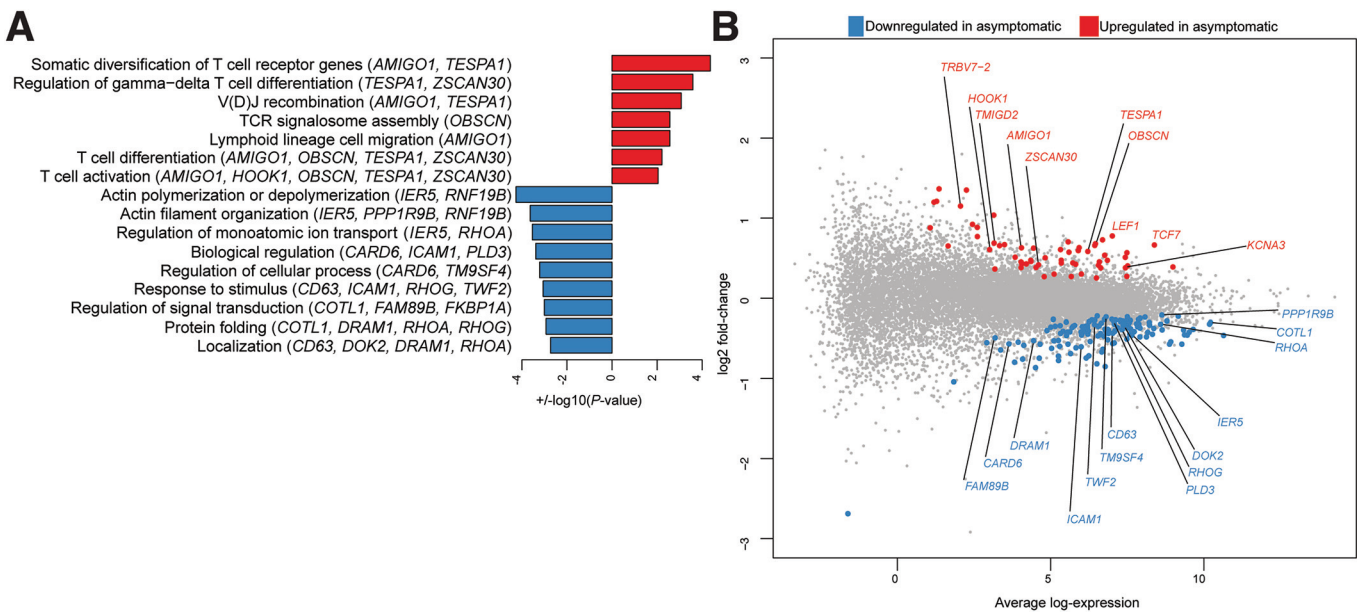 A
Somatic diversification of T cell receptor genes (AMIGO1, TESPA1)
Regulation of gamma−delta T cell differentiation (TESPA1, ZSCAN30)
V(D)J recombination (AMIGO1, TESPA1)
TCR signalosome assembly (OBSCN)
Lymphoid lineage cell migration (AMIGO1)
T cell differentiation (AMIGO1, OBSCN, TESPA1, ZSCAN30)
T cell activation (AMIGO1, HOOK1, OBSCN, TESPA1, ZSCAN30)
Actin polymerization or depolymerization (IER5, RNF19B)
Actin filament organization (IER5, PPP1R9B, RNF19B)
Regulation of monoatomic ion transport (IER5, RHOA)
Biological regulation (CARD6, ICAM1, PLD3)
Regulation of cellular process (CARD6, TM9SF4)
Response to stimulus (CD63, ICAM1, RHOG, TWF2)
Regulation of signal transduction (COTL1, FAM89B, FKBP1A)
Protein folding (COTL1, DRAM1, RHOA, RHOG)
Localization (CD63, DOK2, DRAM1, RHOA)
-4 -2 0 2 4
+/-log10(P-value)
B
Downregulated in asymptomatic
Upregulated in asymptomatic
log2 fold-change
3
2
1
0
−1
−2
−3
TRBV7−2
HOOK1
TMIGD2
AMIGO1
ZSCAN30
TESPA1
OBSCN
LEF1
TCF7
KCNA3
PPP1R9B
COTL1
RHOA
IER5
DOK2
RHOG
PLD3
CD63
TM9SF4
TWF2
ICAM1
DRAM1
CARD6
FAM89B
0 5 10
Average log-expression